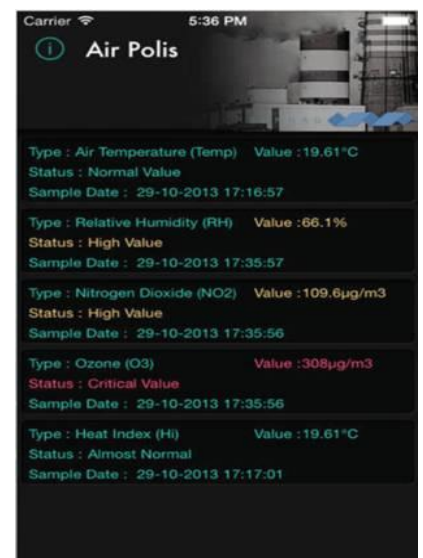 Carrier 5:36 PM
i Air Polis
Type : Air Temperature (Temp) Value :19.61°C
Status : Normal Value
Sample Date : 29-10-2013 17:16:57
Type : Relative Humidity (RH) Value :66.1%
Status : High Value
Sample Date : 29-10-2013 17:35:57
Type : Nitrogen Dioxide (NO2) Value :109.6µg/m3
Status : High Value
Sample Date : 29-10-2013 17:35:56
Type : Ozone (O3) Value :308µg/m3
Status : Critical Value
Sample Date : 29-10-2013 17:35:56
Type : Heat Index (Hi) Value :19.61°C
Status : Almost Normal
Sample Date : 29-10-2013 17:17:01